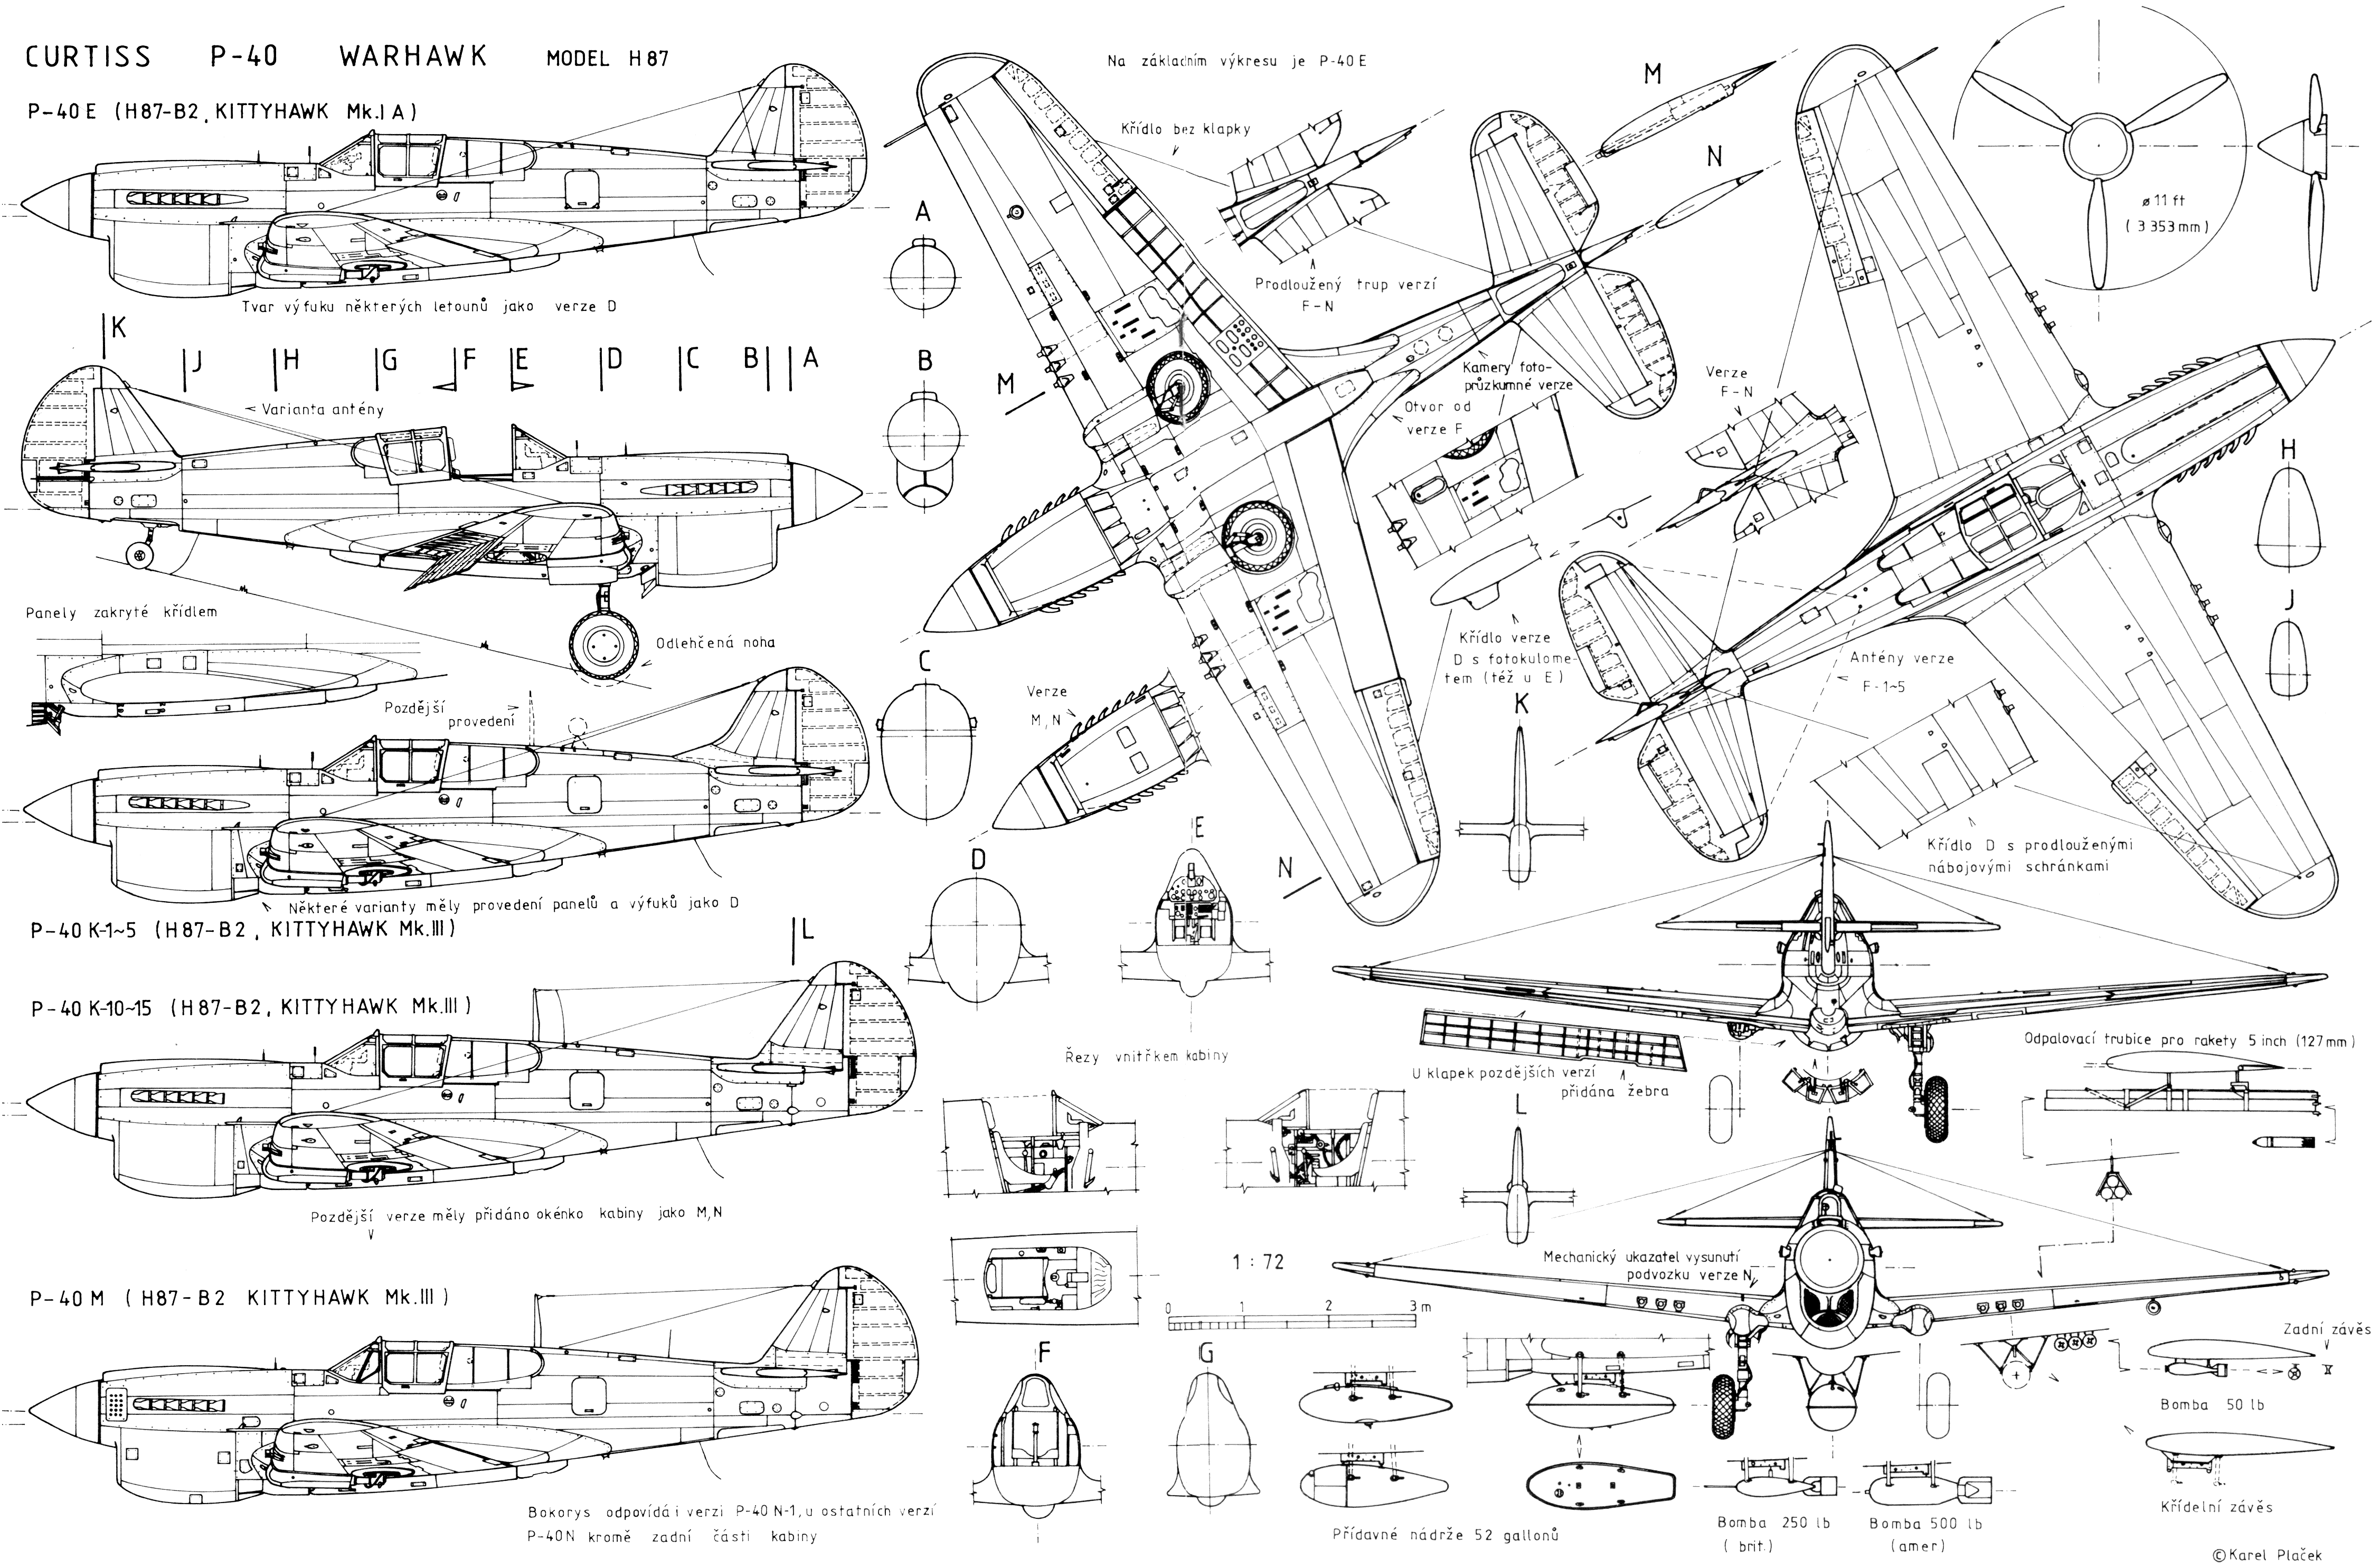 CURTISS P-40 WARHAWK MODEL H87
P-40E (H87-B2, KITTYHAWK Mk.I A)
Tvar výfuku některých letounů jako verze D
K
J
H
G
F
E
D
C
B
A
Varianta antény
Panely zakryté křídlem
Odlehčená noha
Pozdější
provedení
Některé varianty měly provedení panelů a výfuků jako D
P-40 K-1~5 (H87-B2, KITTYHAWK Mk.III)
L
P-40 K-10~15 (H87-B2, KITTYHAWK Mk.III)
Pozdější verze měly přidáno okénko kabiny jako M,N
P-40 M (H87-B2 KITTYHAWK Mk.III)
Bokorys odpovídá i verzi P-40 N-1, u ostatních verzí
P-40N kromě zadní části kabiny
A
B
C
D
E
F
G
Na základním výkresu je P-40 E
Křídlo bez klapky
Prodloužený trup verzí
F-N
M
N
M
N
Kamery foto-
průzkumné verze
Otvor od
verze F
Křídlo verze
D s fotokulome-
tem (též u E)
Verze
M, N
K
Řezy vnitřkem kabiny
1 : 72
0 1 2 3 m
ø 11 ft
( 3 353 mm )
Verze
F-N
H
J
Antény verze
F-1~5
Křídlo D s prodlouženými
nábojovými schránkami
U klapek pozdějších verzí
přidána žebra
L
Odpalovací trubice pro rakety 5 inch (127 mm)
Mechanický ukazatel vysunutí
podvozku verze N
Zadní závěs
Bomba 50 lb
Křídelní závěs
Přídavné nádrže 52 gallonů
Bomba 250 lb
( brit.)
Bomba 500 lb
(amer)
©Karel Plaček